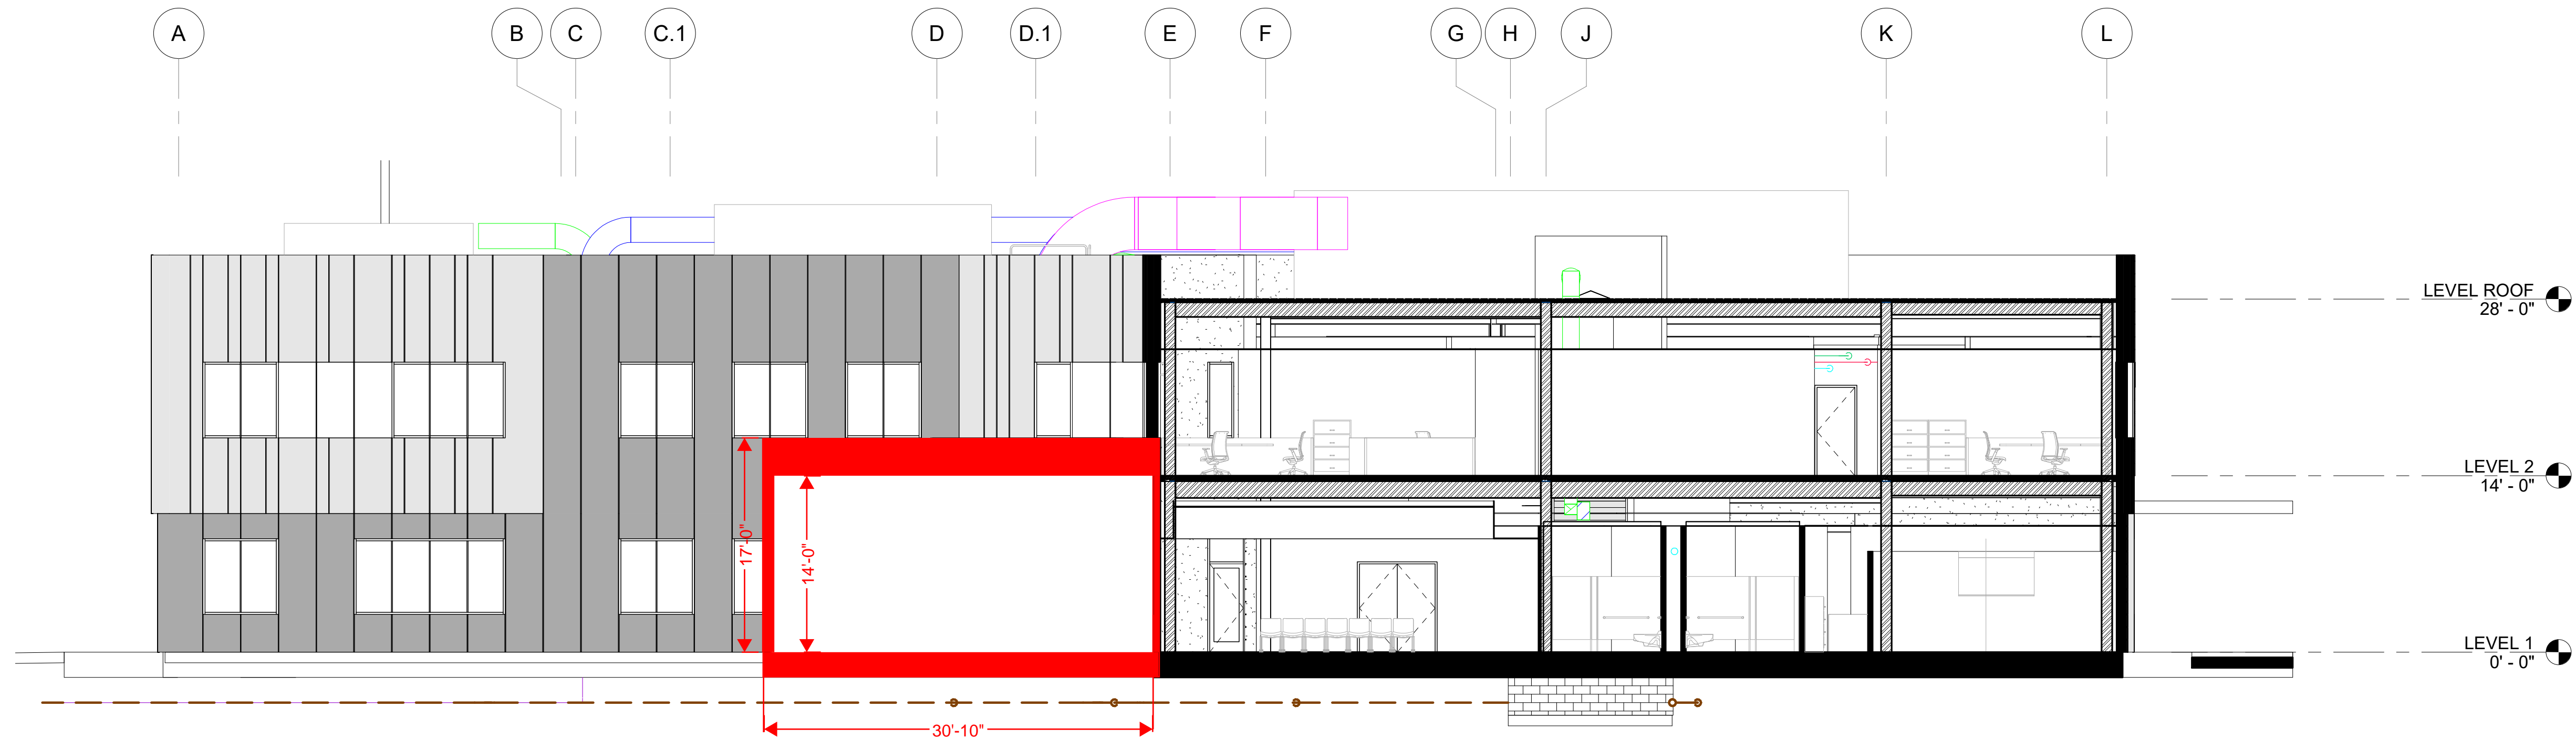 A
B
C
C.1
D
D.1
E
F
G
H
J
K
L
LEVEL ROOF
28' - 0"
LEVEL 2
14' - 0"
17'-0"
14'-0"
LEVEL 1
0' - 0"
30'-10"